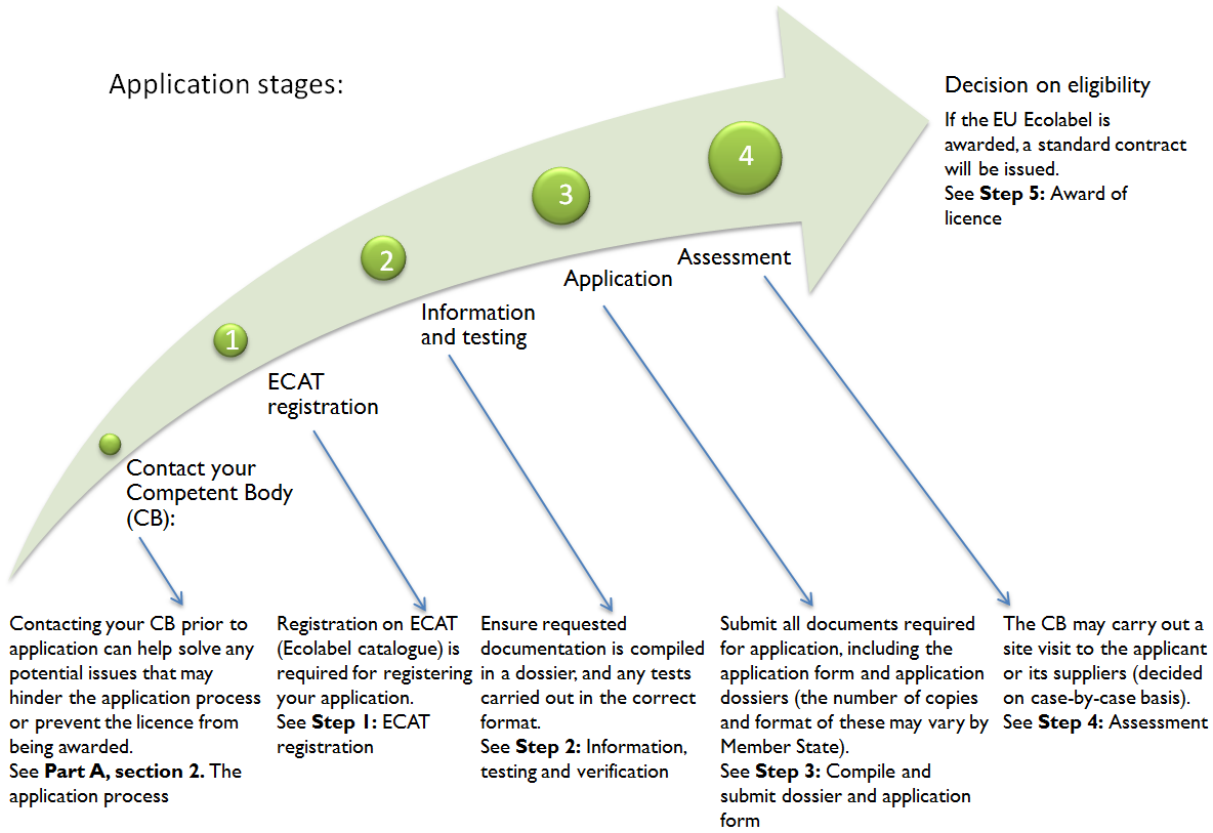 Application stages:
Decision on eligibility
If the EU Ecolabel is
awarded, a standard contract
will be issued.
See Step 5: Award of
licence
4
3
2
1
Assessment
Application
Information
and testing
ECAT
registration
Contact your
Competent Body
(CB):
Contacting your CB prior to
application can help solve any
potential issues that may
hinder the application process
or prevent the licence from
being awarded.
See Part A, section 2. The
application process
Registration on ECAT
(Ecolabel catalogue) is
required for registering
your application.
See Step 1: ECAT
registration
Ensure requested
documentation is compiled
in a dossier, and any tests
carried out in the correct
format.
See Step 2: Information,
testing and verification
Submit all documents required
for application, including the
application form and application
dossiers (the number of copies
and format of these may vary by
Member State).
See Step 3: Compile and
submit dossier and application
form
The CB may carry out a
site visit to the applicant
or its suppliers (decided
on case-by-case basis).
See Step 4: Assessment